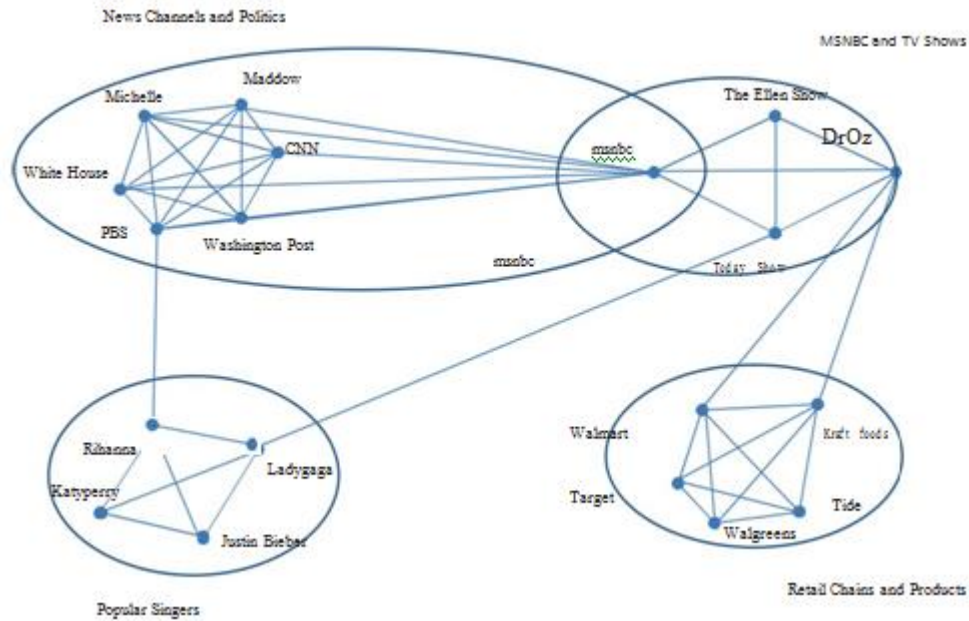 News Channels and Politics
MSNBC and TV Shows
Maddow
Michelle
The Ellen Show
DrOz
CNN
msnbc
White House
PBS
Washington Post
msnbc
Today Show
Rihanna
Ladygaga
Katyperry
Justin Bieber
Walmart
Kraft foods
Target
Tide
Walgreens
Retail Chains and Products
Popular Singers